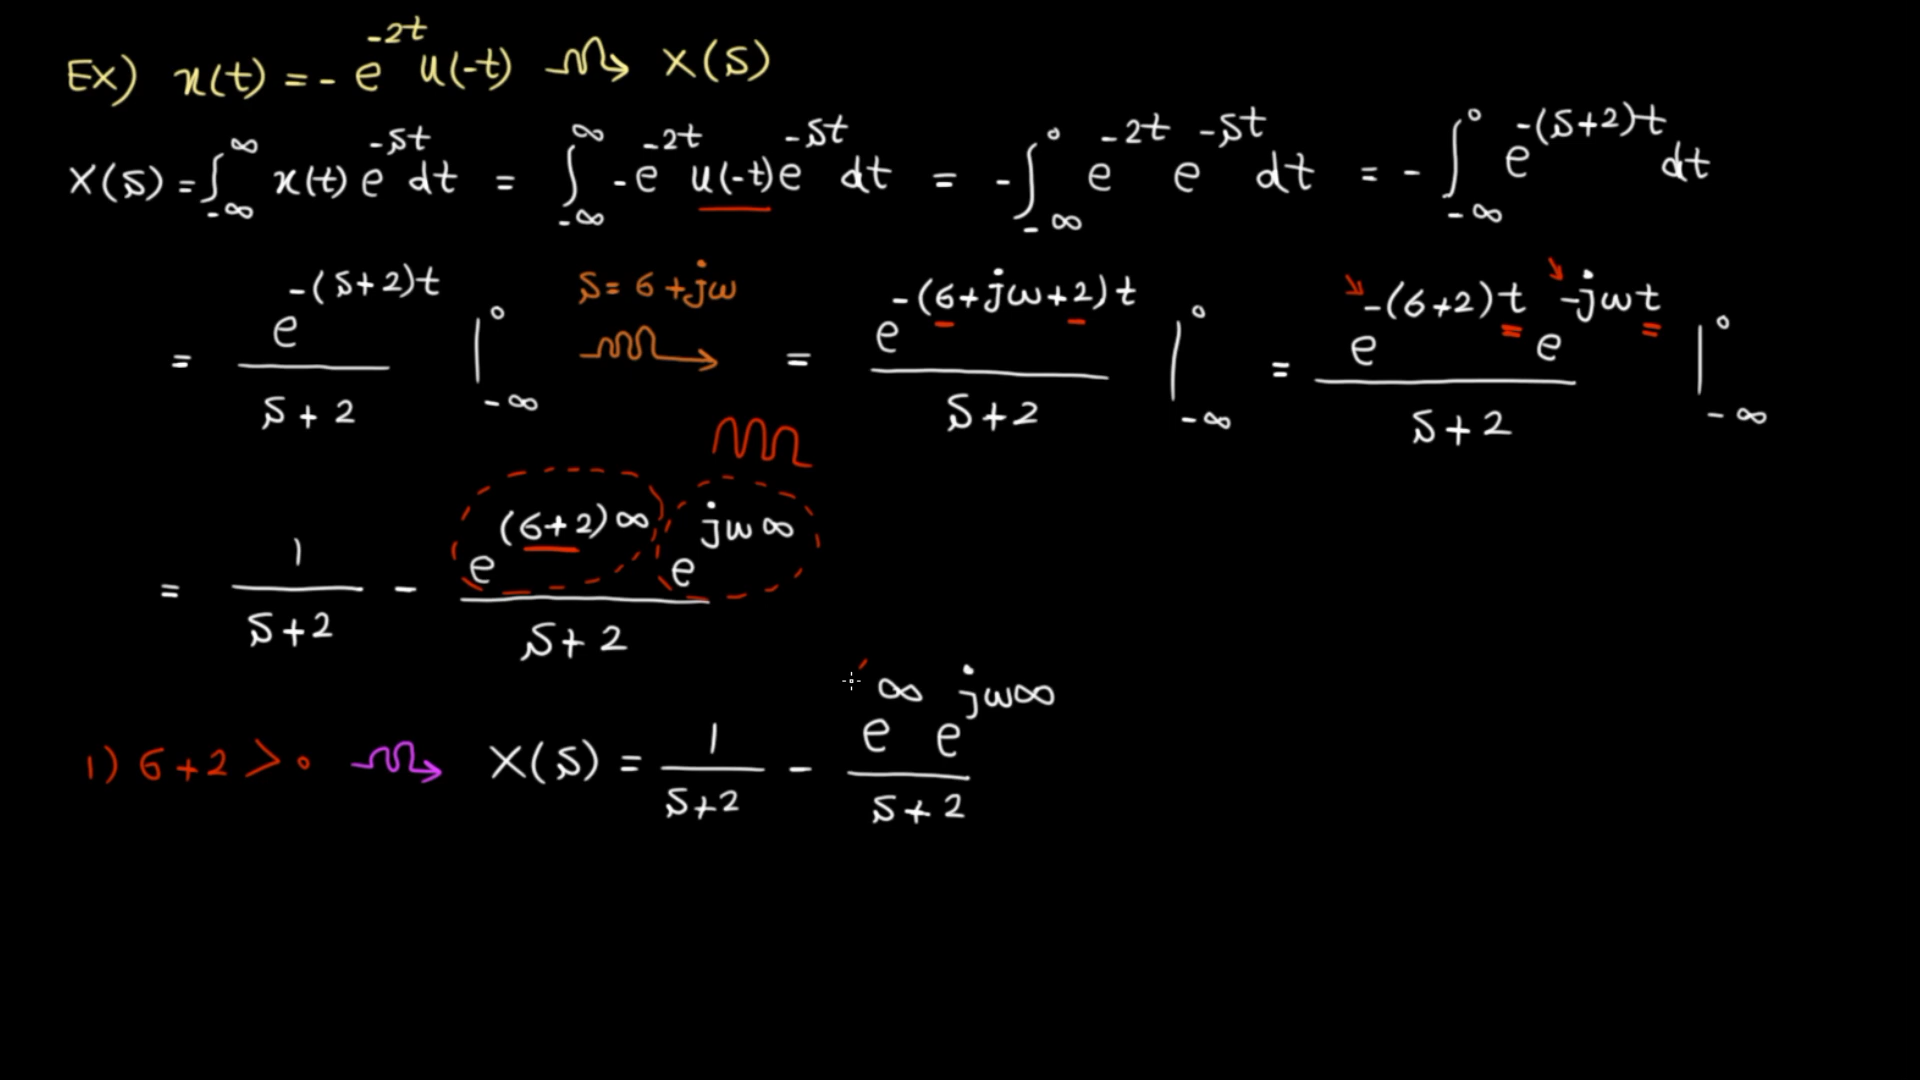 EX) x(t) = -e^{-2t} u(-t) ⟿ X(S)
X(S) = ∫_{-∞}^{∞} x(t) e^{-st} dt = ∫_{-∞}^{∞} -e^{-2t} u(-t) e^{-st} dt = -∫_{-∞}^{0} e^{-2t} e^{-st} dt = -∫_{-∞}^{0} e^{-(s+2)t} dt
= e^{-(s+2)t} / (s+2) |_{-∞}^{0} s = σ + jω ⟿ = e^{-(σ+jω+2)t} / (s+2) |_{-∞}^{0} = e^{-(σ+2)t} e^{-jωt} / (s+2) |_{-∞}^{0}
= 1/(s+2) - e^{(σ+2)∞} e^{jω∞} / (s+2)
1) σ+2 > 0 ⟿ X(S) = 1/(s+2) - e^{∞} e^{jω∞} / (s+2)